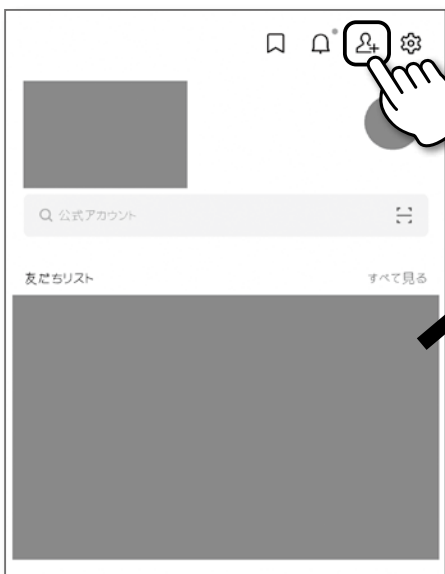 公式アカウント
友だちリスト
すべて見る